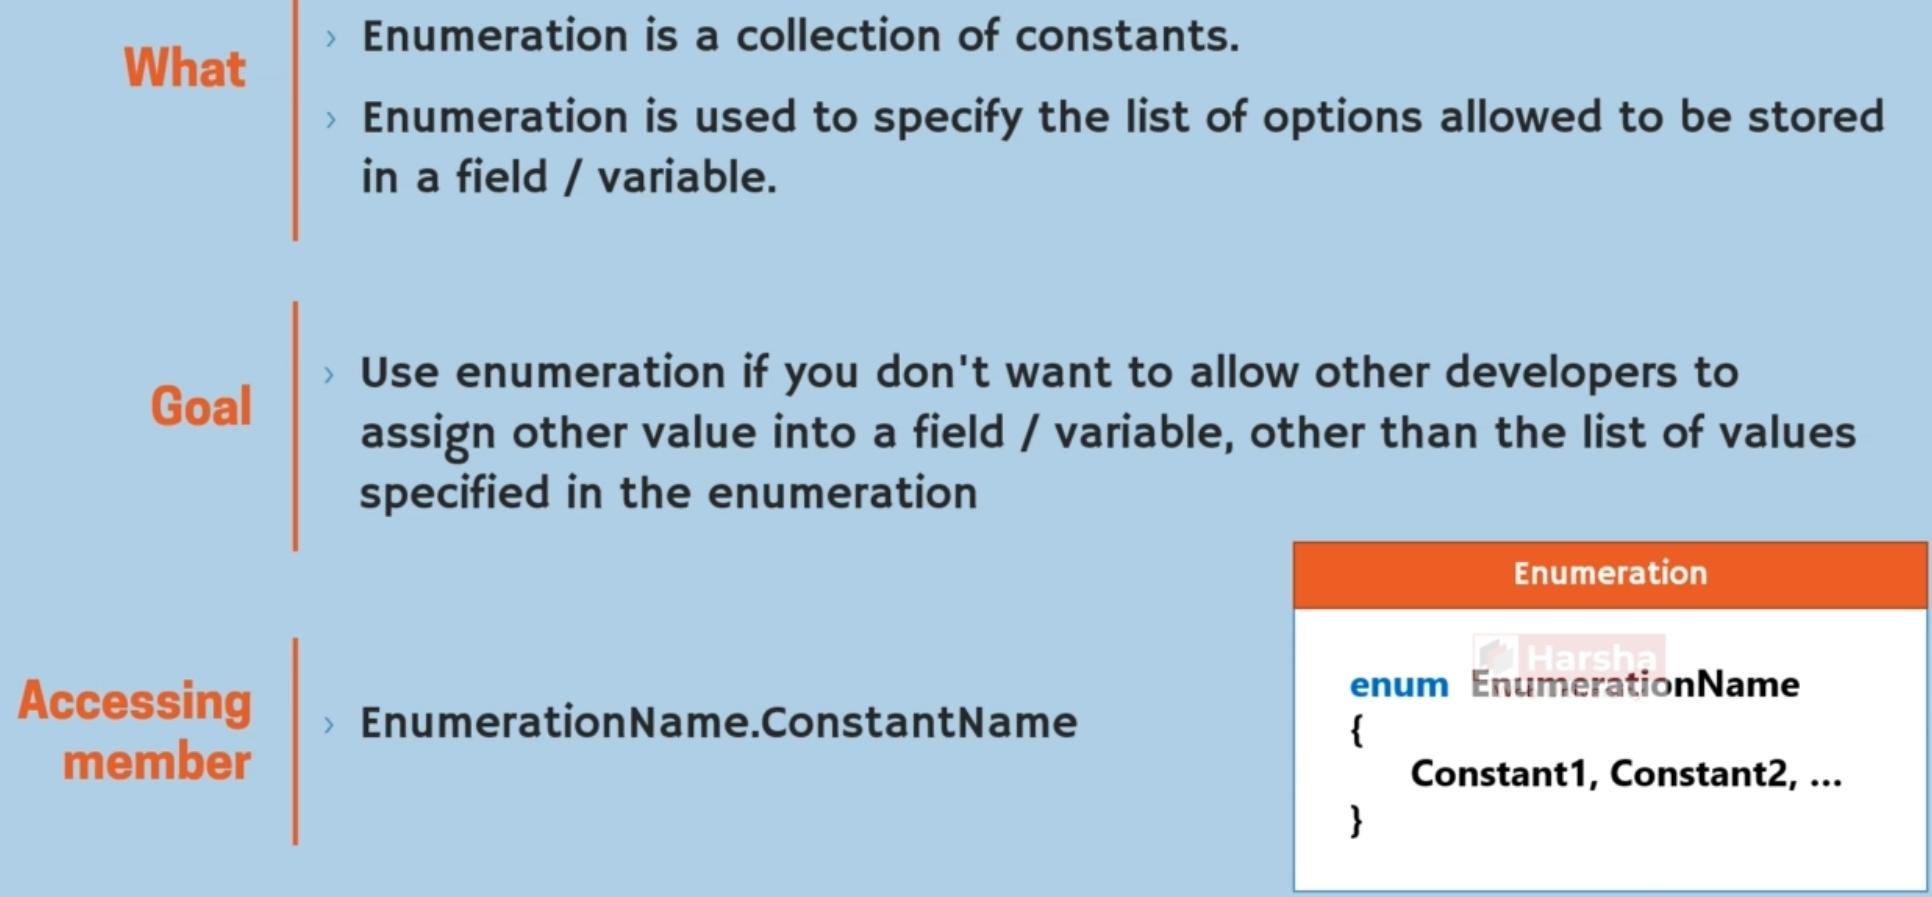 What
› Enumeration is a collection of constants.
› Enumeration is used to specify the list of options allowed to be stored
in a field / variable.
Goal
› Use enumeration if you don't want to allow other developers to
assign other value into a field / variable, other than the list of values
specified in the enumeration
Accessing
member
› EnumerationName.ConstantName
Enumeration
Harsha
enum EnumerationName
{
Constant1, Constant2, ...
}